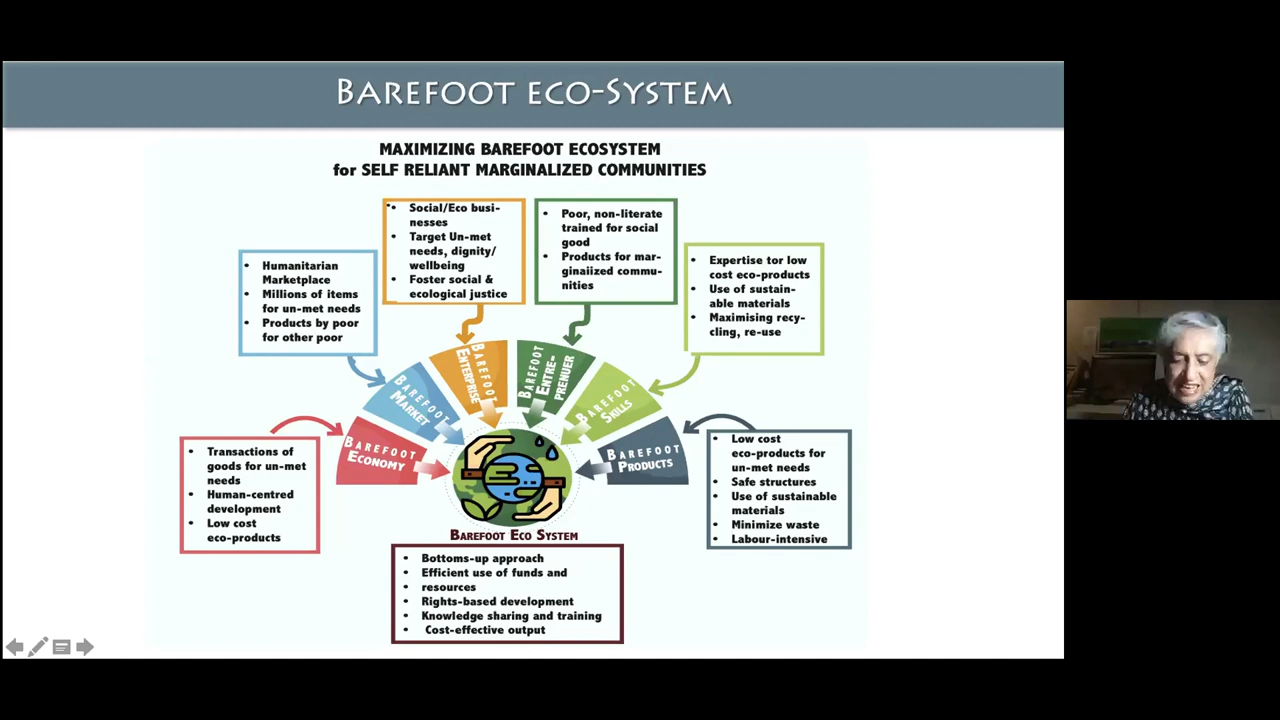 BAREFOOT ECO-SYSTEM
MAXIMIZING BAREFOOT ECOSYSTEM
for SELF RELIANT MARGINALIZED COMMUNITIES
• Social/Eco busi-
nesses
• Target Un-met
needs, dignity/
wellbeing
• Foster social &
ecological justice
• Poor, non-literate
trained for social
good
• Products for mar-
ginaiized commu-
nities
• Humanitarian
Marketplace
• Millions of items
for un-met needs
• Products by poor
for other poor
• Expertise tor low
cost eco-products
• Use of sustain-
able materials
• Maximising recy-
cling, re-use
BAREFOOT
ECONOMY
BAREFOOT
MARKET
BAREFOOT
ENTERPRISE
BAREFOOT
ENTRE-
PRENUER
BAREFOOT
SKILLS
BAREFOOT
PRODUCTS
• Transactions of
goods for un-met
needs
• Human-centred
development
• Low cost
eco-products
• Low cost
eco-products for
un-met needs
• Safe structures
• Use of sustainable
materials
• Minimize waste
• Labour-intensive
BAREFOOT ECO SYSTEM
• Bottoms-up approach
• Efficient use of funds and
• resources
• Rights-based development
• Knowledge sharing and training
• Cost-effective output